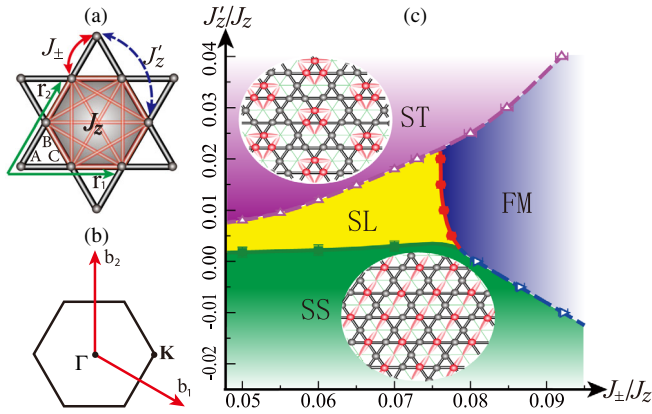 (a)
J±
J′z
r2
Jz
B
A C
r1
(b)
b2
Γ
K
b1
J′z/Jz
(c)
0.04
0.03
0.02
0.01
0.00
-0.01
-0.02
ST
SL
FM
SS
0.05 0.06 0.07 0.08 0.09
J±/Jz